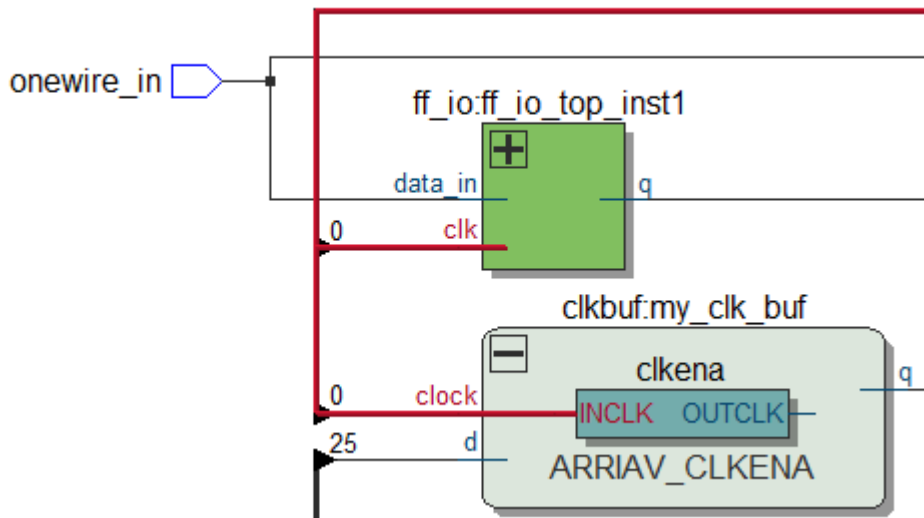 onewire_in
ff_io:ff_io_top_inst1
data_in
q
0
clk
clkbuf:my_clk_buf
clkena
q
0
clock
INCLK OUTCLK
25
d
ARRIAV_CLKENA